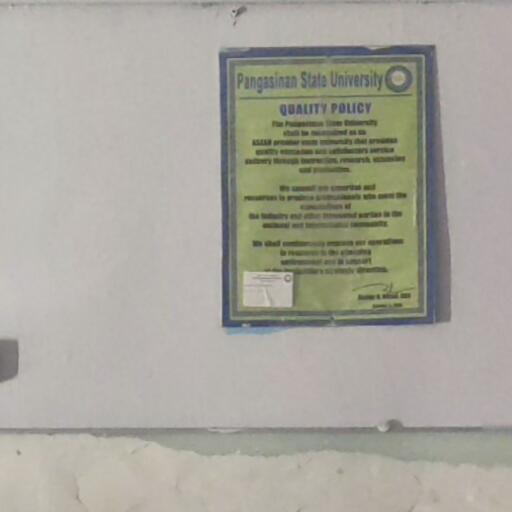 Pangasinan State University
QUALITY POLICY
The Pangasinan State University
shall be recognized as an
ASEAN premier state university that provides
quality education and satisfactory service
delivery through instruction, research, extension
and production.
We commit our expertise and
resources to produce professionals who meet the
expectations of
the industry and other interested parties in the
national and international community.
We shall continuously improve our operations
in response to the changing
environment and in support
of the institution's strategic direction.